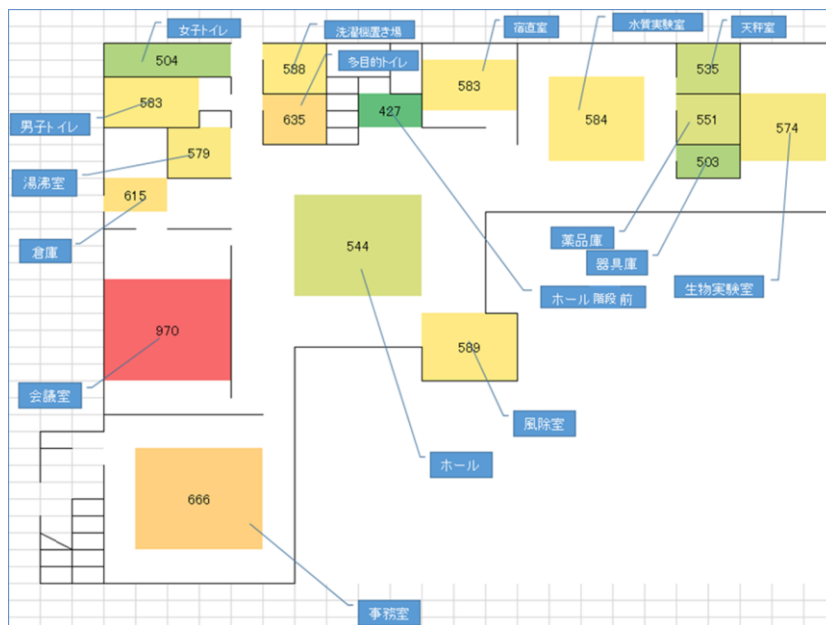 女子トイレ
洗濯機置き場
宿直室
水質実験室
天秤室
504
588
多目的トイレ
535
583
583
男子トイレ
635
427
584
551
574
579
503
湯沸室
615
薬品庫
倉庫
544
器具庫
ホール階段前
生物実験室
970
589
会議室
風除室
ホール
666
事務室